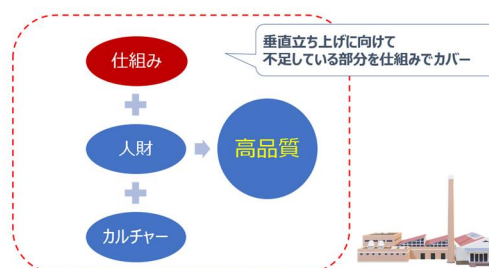 仕組み
垂直立ち上げに向けて
不足している部分を仕組みでカバー
人財
高品質
カルチャー